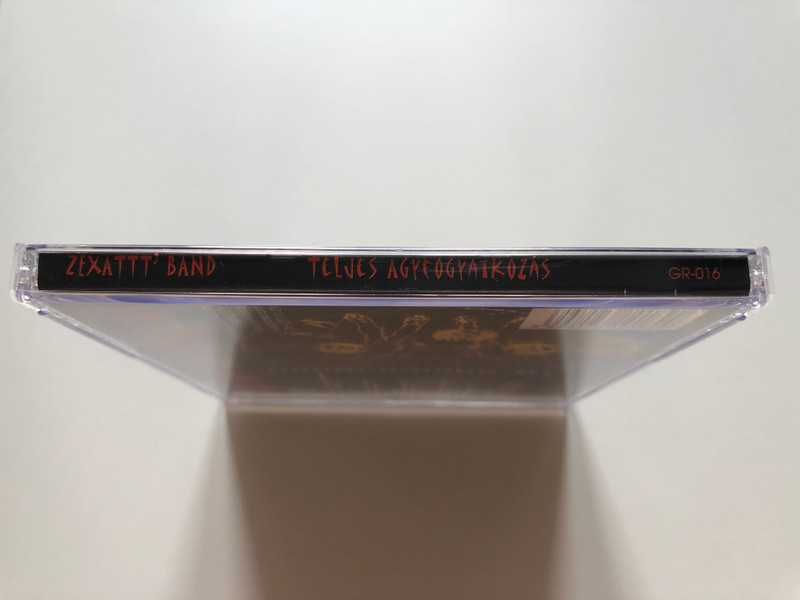 ZEXATTT' BAND TELJES AGYFOGYATKOZÁS GR-016